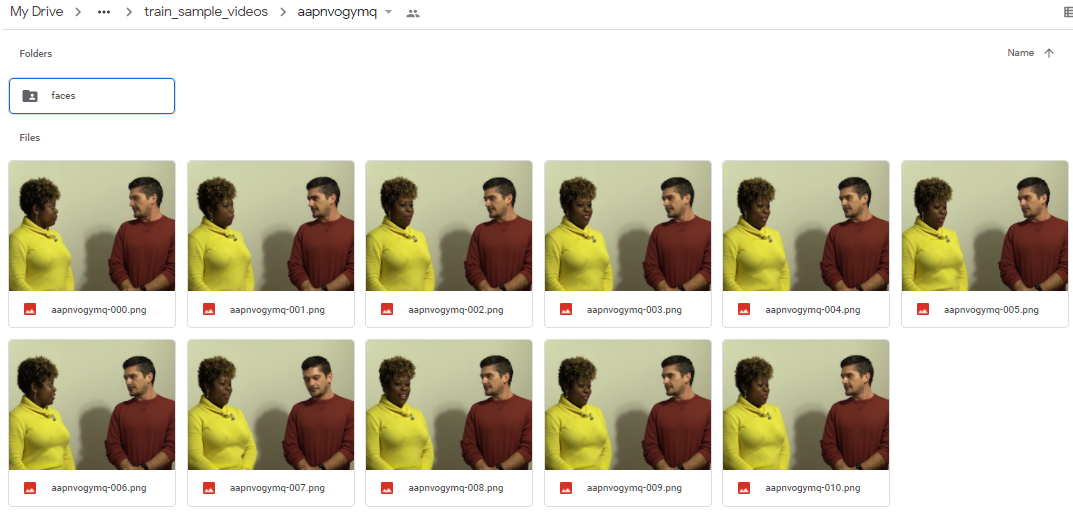 My Drive > ••• > train_sample_videos > aapnvogymq
Folders
Name
faces
Files
aapnvogymq-000.png
aapnvogymq-001.png
aapnvogymq-002.png
aapnvogymq-003.png
aapnvogymq-004.png
aapnvogymq-005.png
aapnvogymq-006.png
aapnvogymq-007.png
aapnvogymq-008.png
aapnvogymq-009.png
aapnvogymq-010.png